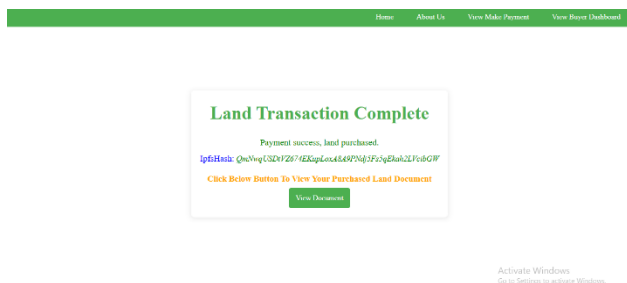 Home About Us View Make Payment View Buyer Dashboard
Land Transaction Complete
Payment success, land purchased.
IpfsHash:
Click Below Button To View Your Purchased Land Document
View Document
Activate Windows
Go to Settings to activate Windows.